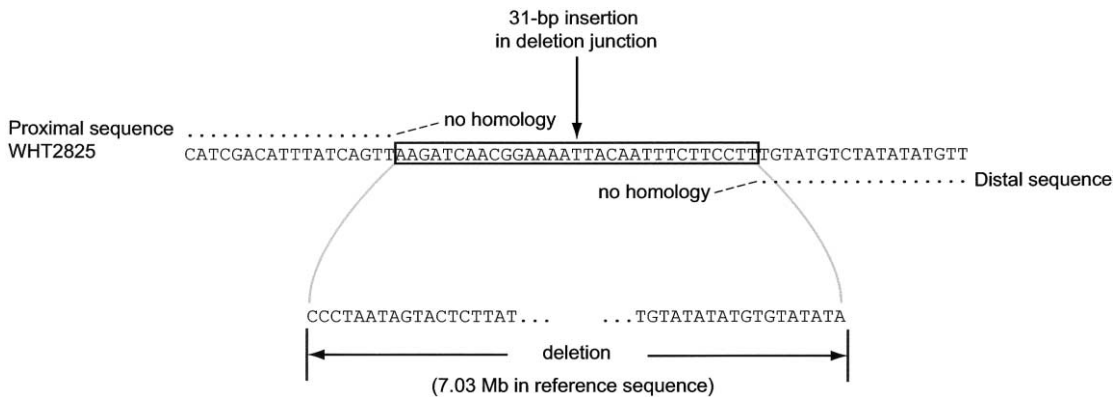 31-bp insertion
in deletion junction
no homology
Proximal sequence
WHT2825
CATCGACATTTATCAGTTAAGATCAACGGAAAATTACAATTTCTTCCTTTGTATGTCTATATATGTT
no homology
Distal sequence
CCCTAATAGTACTCTTAT... ...TGTATATATGTGTATATA
deletion
(7.03 Mb in reference sequence)